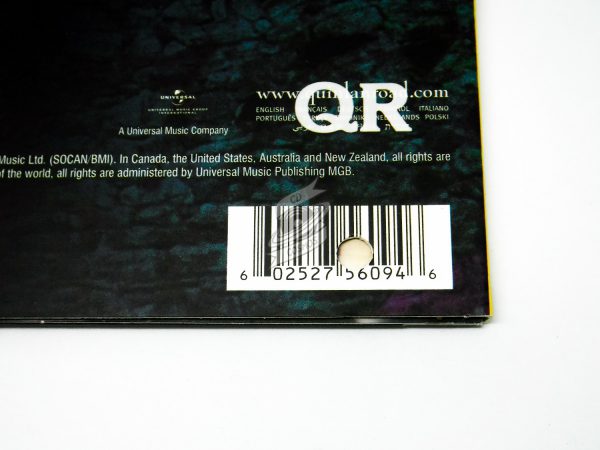 UNIVERSAL
UNIVERSAL MUSIC GROUP
INTERNATIONAL
A Universal Music Company
QR
ENGLISH
ITALIANO
PORTUGUÊS POLSKI
Music Ltd. (SOCAN/BMI). In Canada, the United States, Australia and New Zealand, all rights are
of the world, all rights are administered by Universal Music Publishing MGB.
CD
6 02527 56094 6